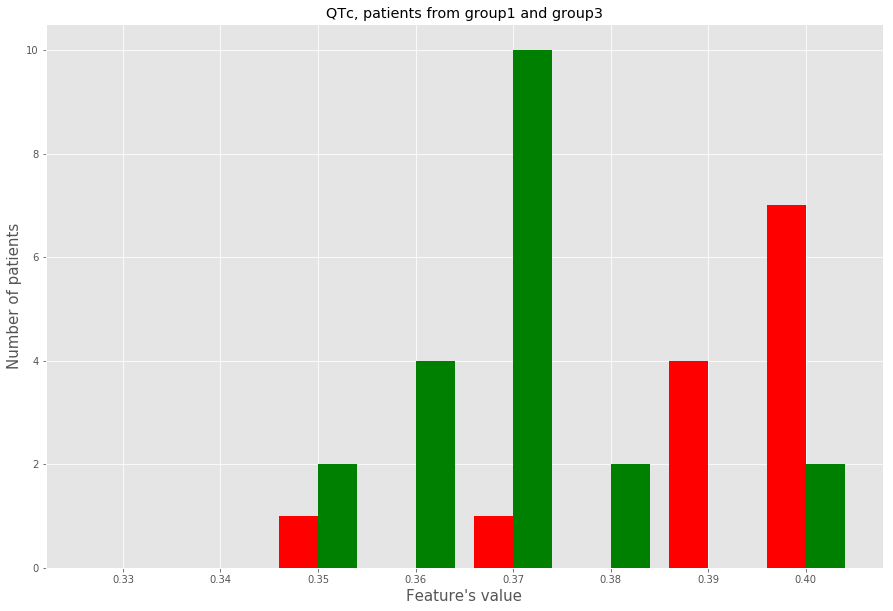 QTc, patients from group1 and group3
Number of patients
10
8
6
4
2
0
0.33 0.34 0.35 0.36 0.37 0.38 0.39 0.40
Feature's value